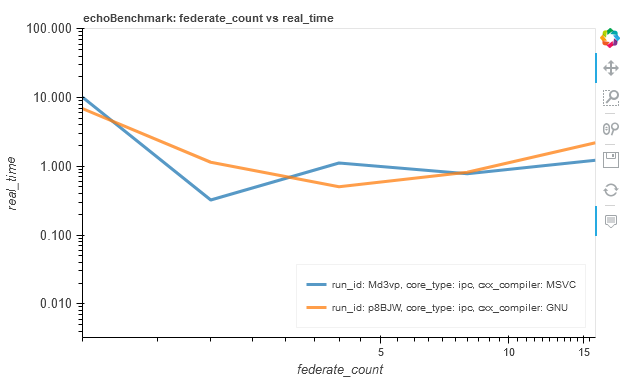 echoBenchmark: federate_count vs real_time
100.000
10.000
1.000
0.100
0.010
real_time
run_id: Md3vp, core_type: ipc, cxx_compiler: MSVC
run_id: p8BJW, core_type: ipc, cxx_compiler: GNU
5
10
15
federate_count